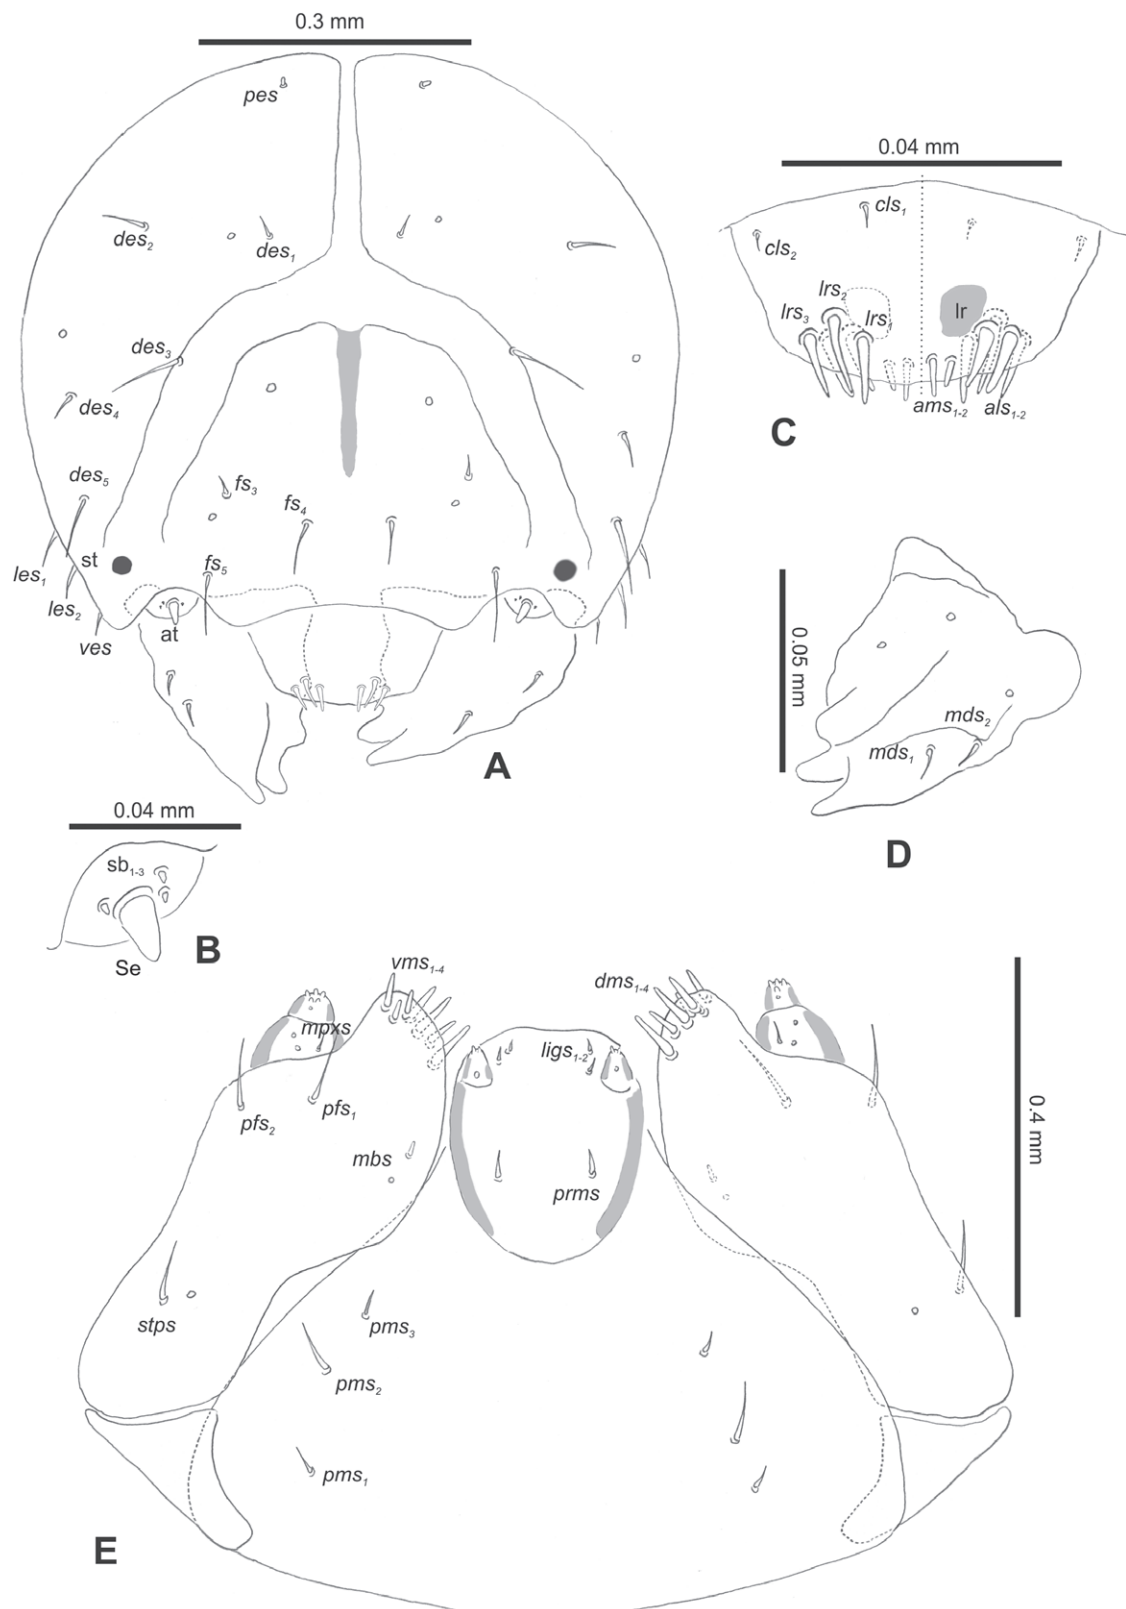 0.3 mm
pes
des₂
des₁
des₃
des₄
des₅
fs₃
fs₄
fs₅
st
les₁
les₂
ves
at
A
0.04 mm
cls₁
cls₂
lrs₂
lrs₃
lrs₁
lr
ams₁₋₂
als₁₋₂
C
0.05 mm
mds₂
mds₁
D
0.04 mm
sb₁₋₃
Se
B
vms₁₋₄
dms₁₋₄
mpxs
ligs₁₋₂
pfs₂
pfs₁
mbs
prms
0.4 mm
stps
pms₃
pms₂
pms₁
E